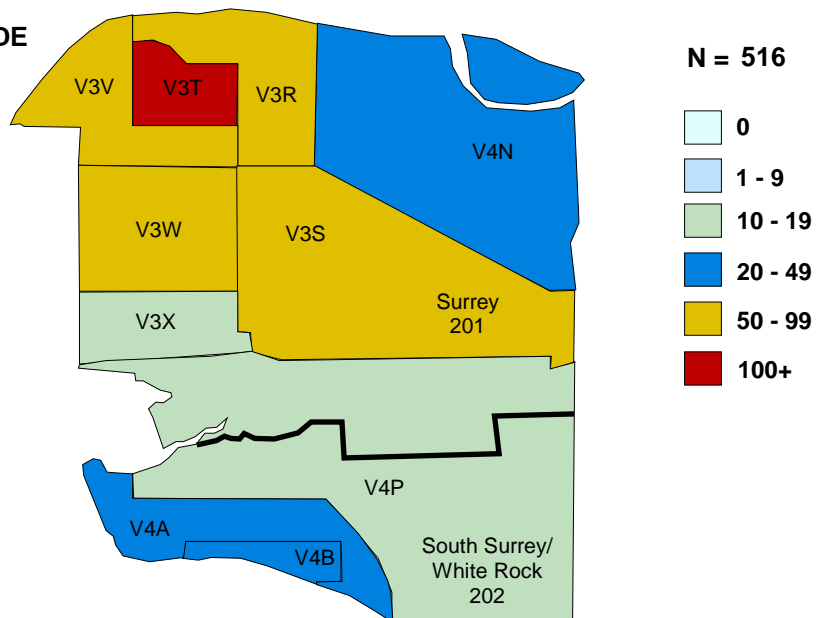 DE
V3V
V3T
V3R
V4N
V3W
V3S
V3X
Surrey
201
V4P
V4A
V4B
South Surrey/
White Rock
202
N = 516
0
1 - 9
10 - 19
20 - 49
50 - 99
100+